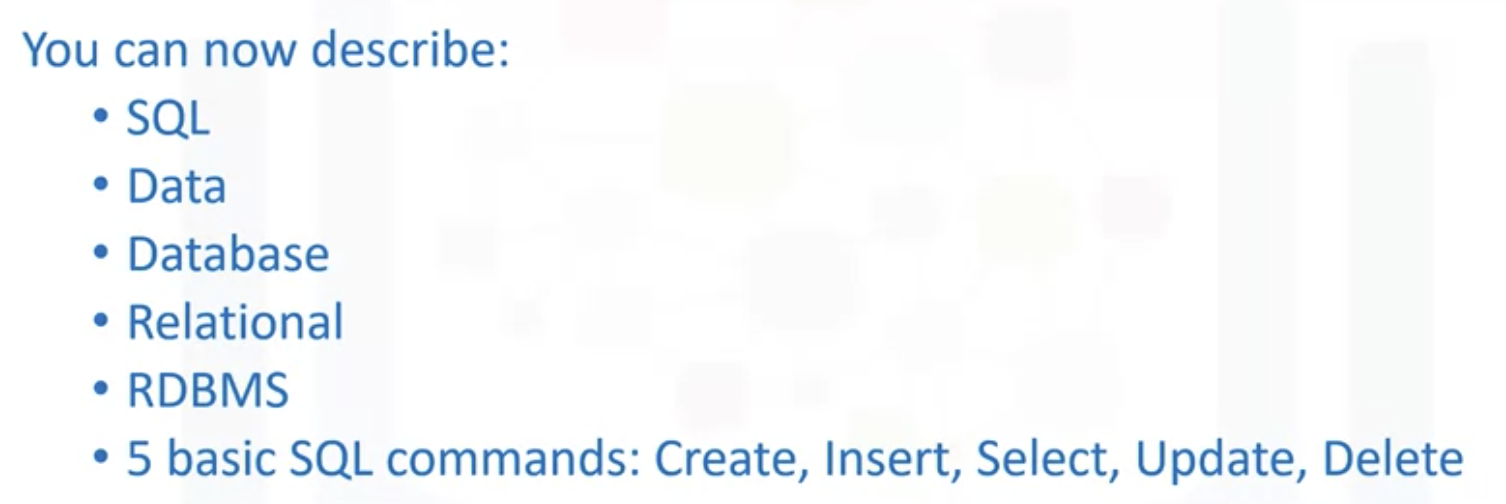 You can now describe:
• SQL
• Data
• Database
• Relational
• RDBMS
• 5 basic SQL commands: Create, Insert, Select, Update, Delete